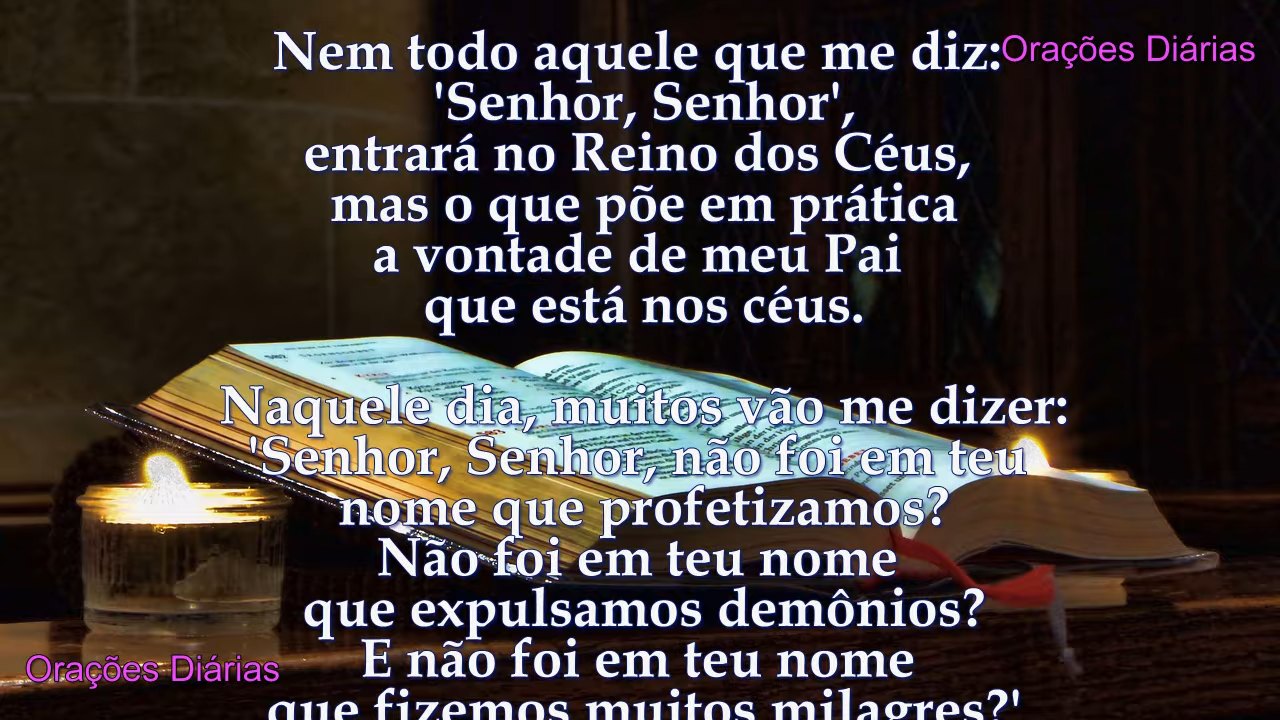 Nem todo aquele que me diz:
Orações Diárias
'Senhor, Senhor',
entrará no Reino dos Céus,
mas o que põe em prática
a vontade de meu Pai
que está nos céus.
Naquele dia, muitos vão me dizer:
'Senhor, Senhor, não foi em teu
nome que profetizamos?
Não foi em teu nome
que expulsamos demônios?
E não foi em teu nome
Orações Diárias
que fizemos muitos milagres?'